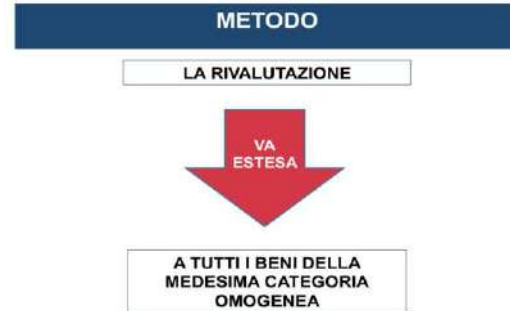 METODO
LA RIVALUTAZIONE
VA
ESTESA
A TUTTI I BENI DELLA
MEDESIMA CATEGORIA
OMOGENEA